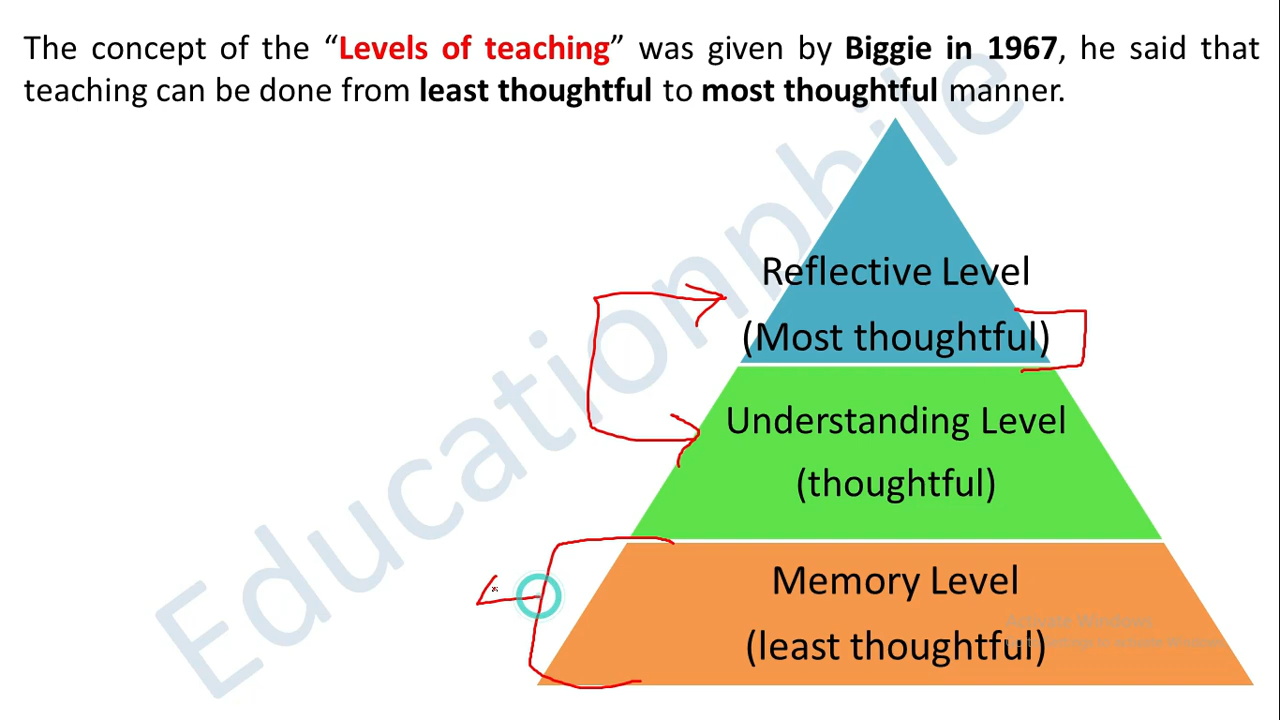 The concept of the “Levels of teaching” was given by Biggie in 1967, he said that
teaching can be done from least thoughtful to most thoughtful manner.
Educationphile
Reflective Level
(Most thoughtful)
Understanding Level
(thoughtful)
Memory Level
(least thoughtful)
Activate Windows